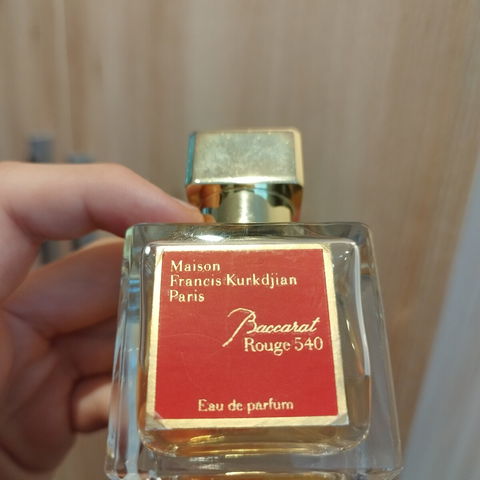 Maison
Francis Kurkdjian
Paris
Baccarat
Rouge 540
Eau de parfum